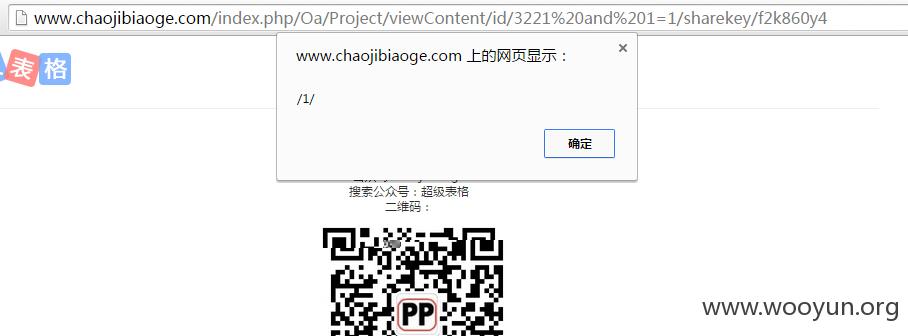 www.chaojibiaoge.com/index.php/Oa/Project/viewContent/id/3221%20and%201=1/sharekey/f2k860y4
www.chaojibiaoge.com 上的网页显示：
表格
/1/
确定
搜索公众号：超级表格
二维码：
PP
www.wooyun.org